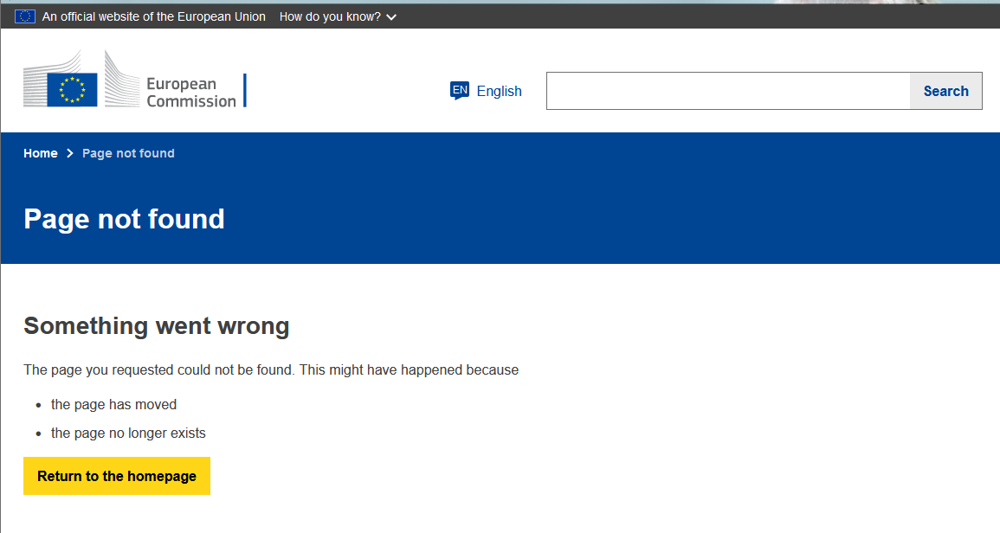 An official website of the European Union How do you know?
European
Commission
EN English
Search
Home Page not found
Page not found
Something went wrong
The page you requested could not be found. This might have happened because
• the page has moved
• the page no longer exists
Return to the homepage